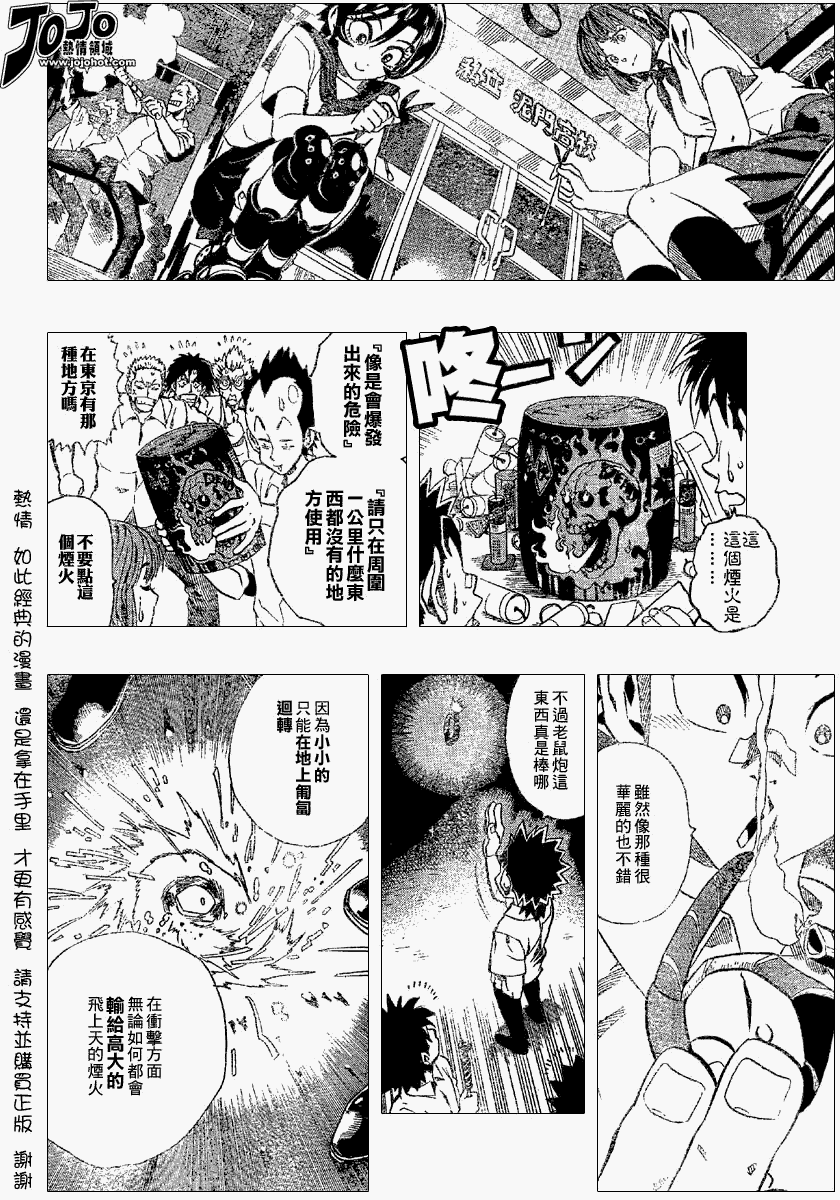 JOJO
熱情領域
www.jojohot.com
私立 泥門高校
咚ーン
這
這個煙火是
………
『像是會爆發
出來的危險』
『請只在周圍
一公里什麼東
西都沒有的地
方使用』
在東京有那
種地方嗎
不要點這
個煙火
雖然像那種很
華麗的也不錯
不過老鼠炮這
東西真是棒哪
因為小小的
只能在地上匍匐
迴轉
在衝擊方面
無論如何都會
輸給高大的
飛上天的煙火
熱情 如此經典的漫畫 還是拿在手里 才更有感覺 請支持並購買正版 謝謝